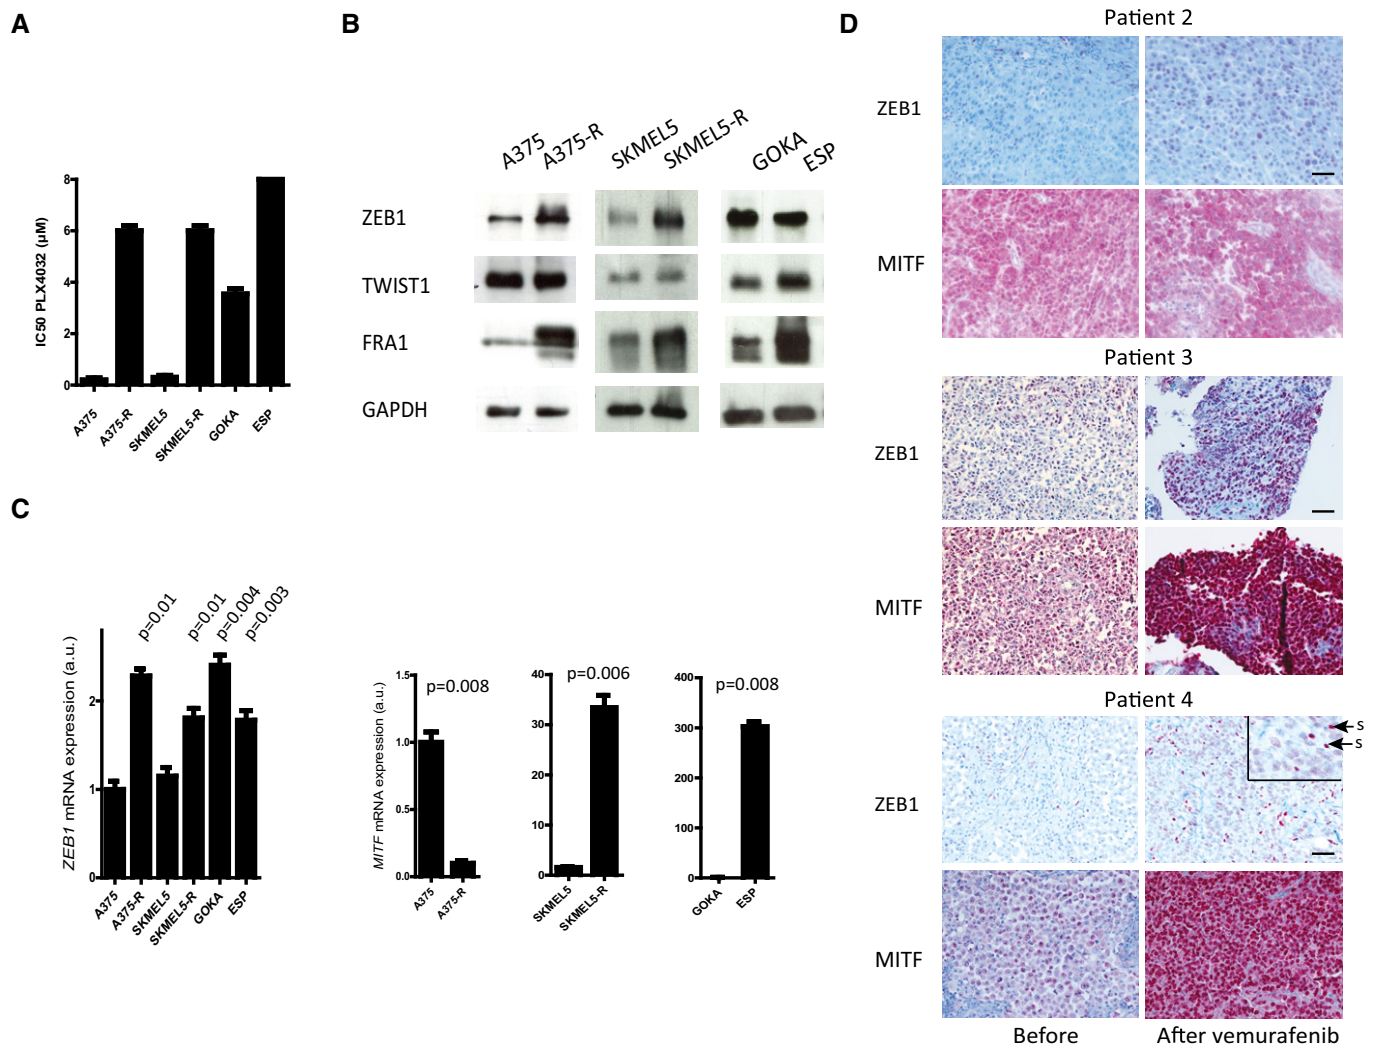 A
IC50 PLX4032 (µM)
8
6
4
2
0
A375
A375-R
SKMEL5
SKMEL5-R
GOKA
ESP
B
A375
A375-R
SKMEL5
SKMEL5-R
GOKA
ESP
ZEB1
TWIST1
FRA1
GAPDH
C
ZEB1 mRNA expression (a.u.)
2
1
0
p=0.01
p=0.01
p=0.004
p=0.003
A375
A375-R
SKMEL5
SKMEL5-R
GOKA
ESP
MITF mRNA expression (a.u.)
1.5
1.0
0.5
0.0
p=0.008
A375
A375-R
40
30
20
10
0
p=0.006
SKMEL5
SKMEL5-R
400
300
200
100
0
p=0.008
GOKA
ESP
D
Patient 2
ZEB1
MITF
Patient 3
ZEB1
MITF
Patient 4
ZEB1
s
s
MITF
Before
After vemurafenib